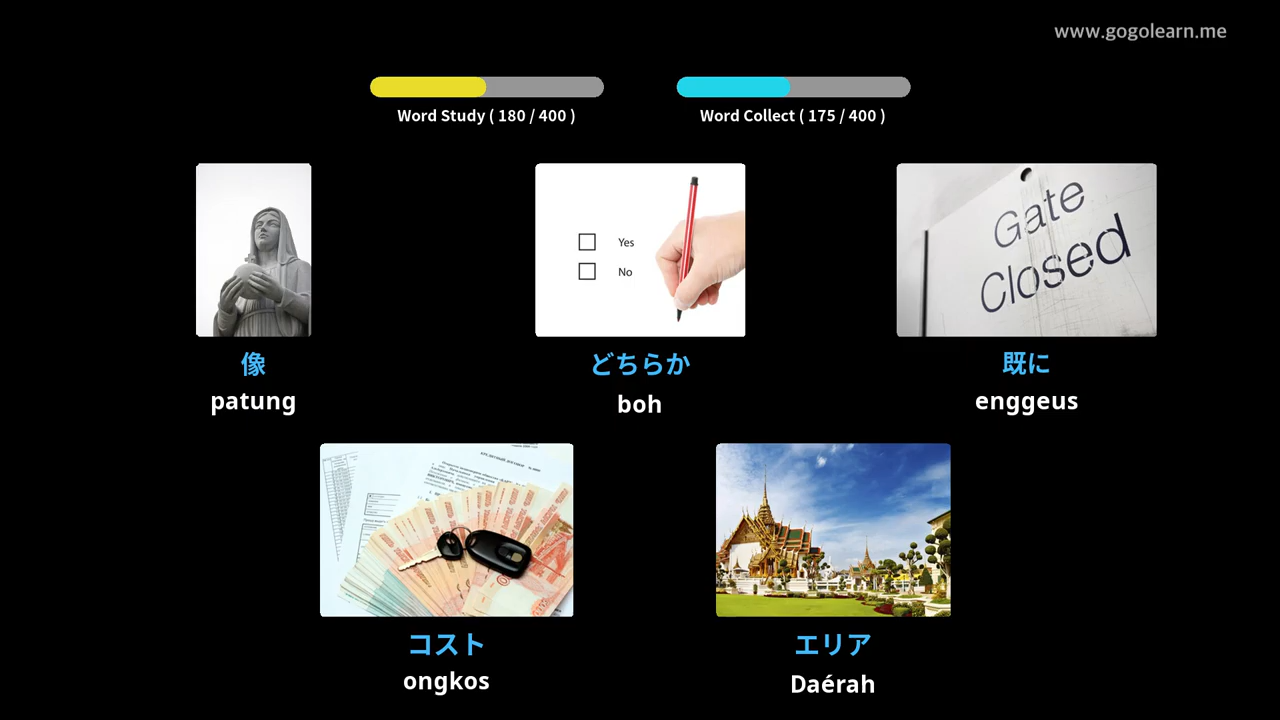 www.gogolearn.me
Word Study ( 180 / 400 )
Word Collect ( 175 / 400 )
Yes
No
Gate
Closed
像
どちらか
既に
patung
boh
enggeus
コスト
エリア
ongkos
Daérah